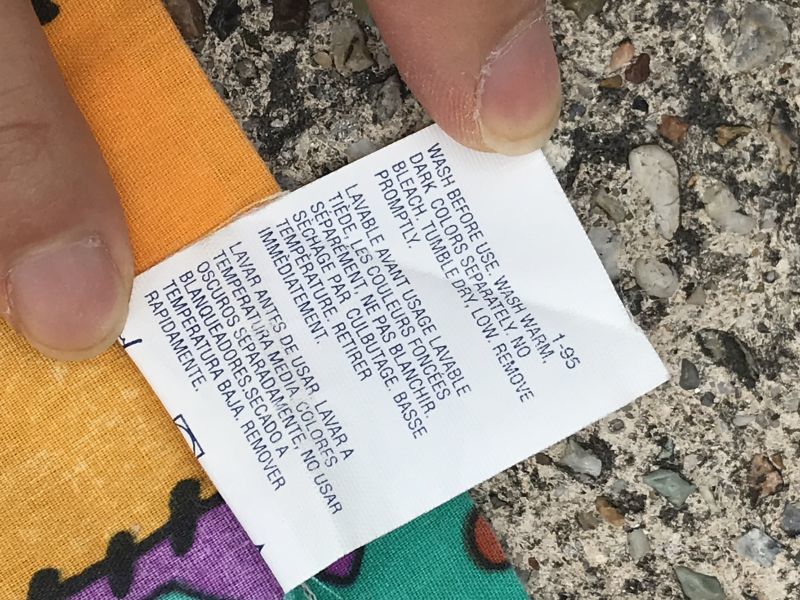 1-95
WASH BEFORE USE, WASH WARM,
DARK COLORS SEPARATELY. NO
BLEACH. TUMBLE DRY LOW. REMOVE
PROMPTLY.
LAVABLE AVANT USAGE LAVABLE
TIÈDE. LES COULEURS FONCÉES
SÉPARÉMENT, NE PAS BLANCHIR.
SÈCHAGE PAR CULBUTAGE BASSE
TEMPÉRATURE. RETIRER
IMMÉDIATEMENT.
LAVAR ANTES DE USAR. LAVAR A
TEMPERATURA MEDIA, COLORES
OSCUROS SEPARADAMENTE, NO USAR
BLANQUEADORES, SECADO A
TEMPERATURA BAJA, REMOVER
RAPIDAMENTE.